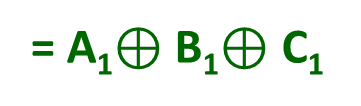 = A₁⊕ B₁⊕ C₁